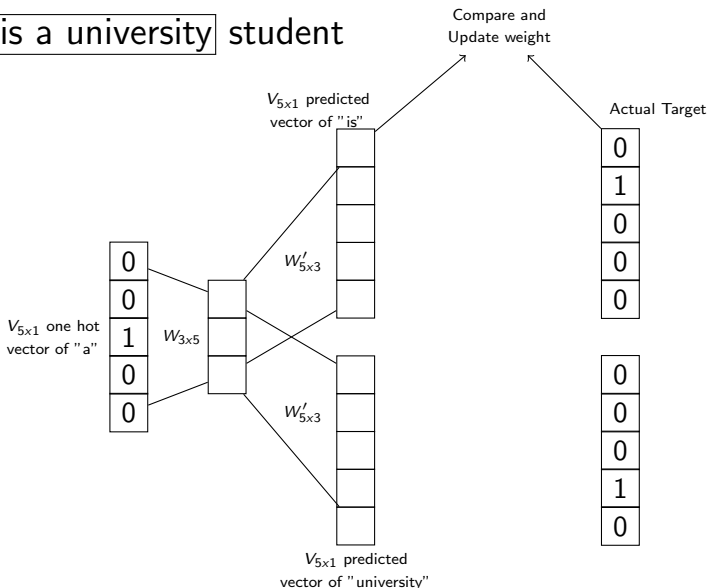 is a university student
Compare and
Update weight
V5x1 predicted
vector of "is"
Actual Target
0
1
0
0
0
W′5x3
0
0
1
0
0
V5x1 one hot
vector of "a"
W3x5
W′5x3
0
0
0
1
0
V5x1 predicted
vector of "university"